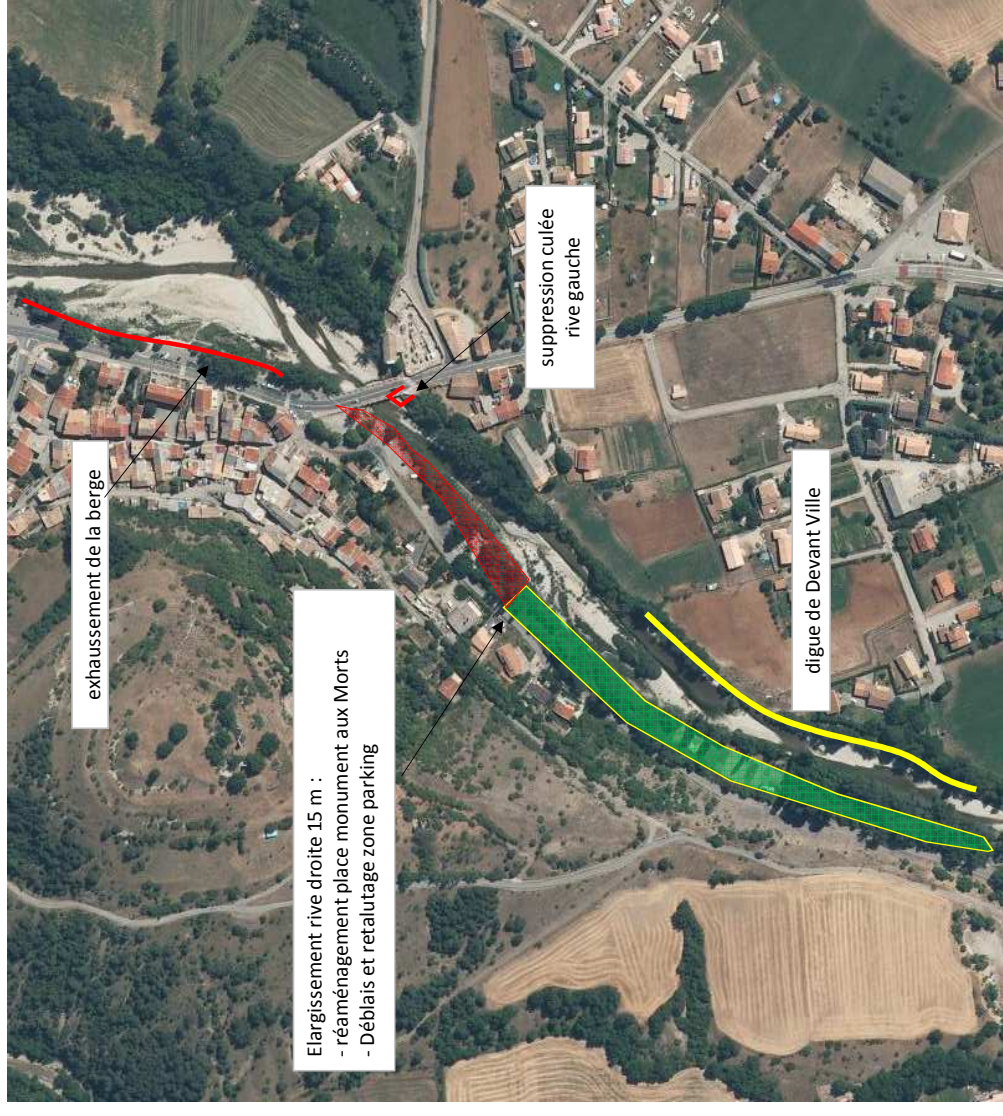 exhaussement de la berge
Elargissement rive droite 15 m :
- réaménagement place monument aux Morts
- Déblais et retalutage zone parking
suppression culée
rive gauche
digue de Devant Ville